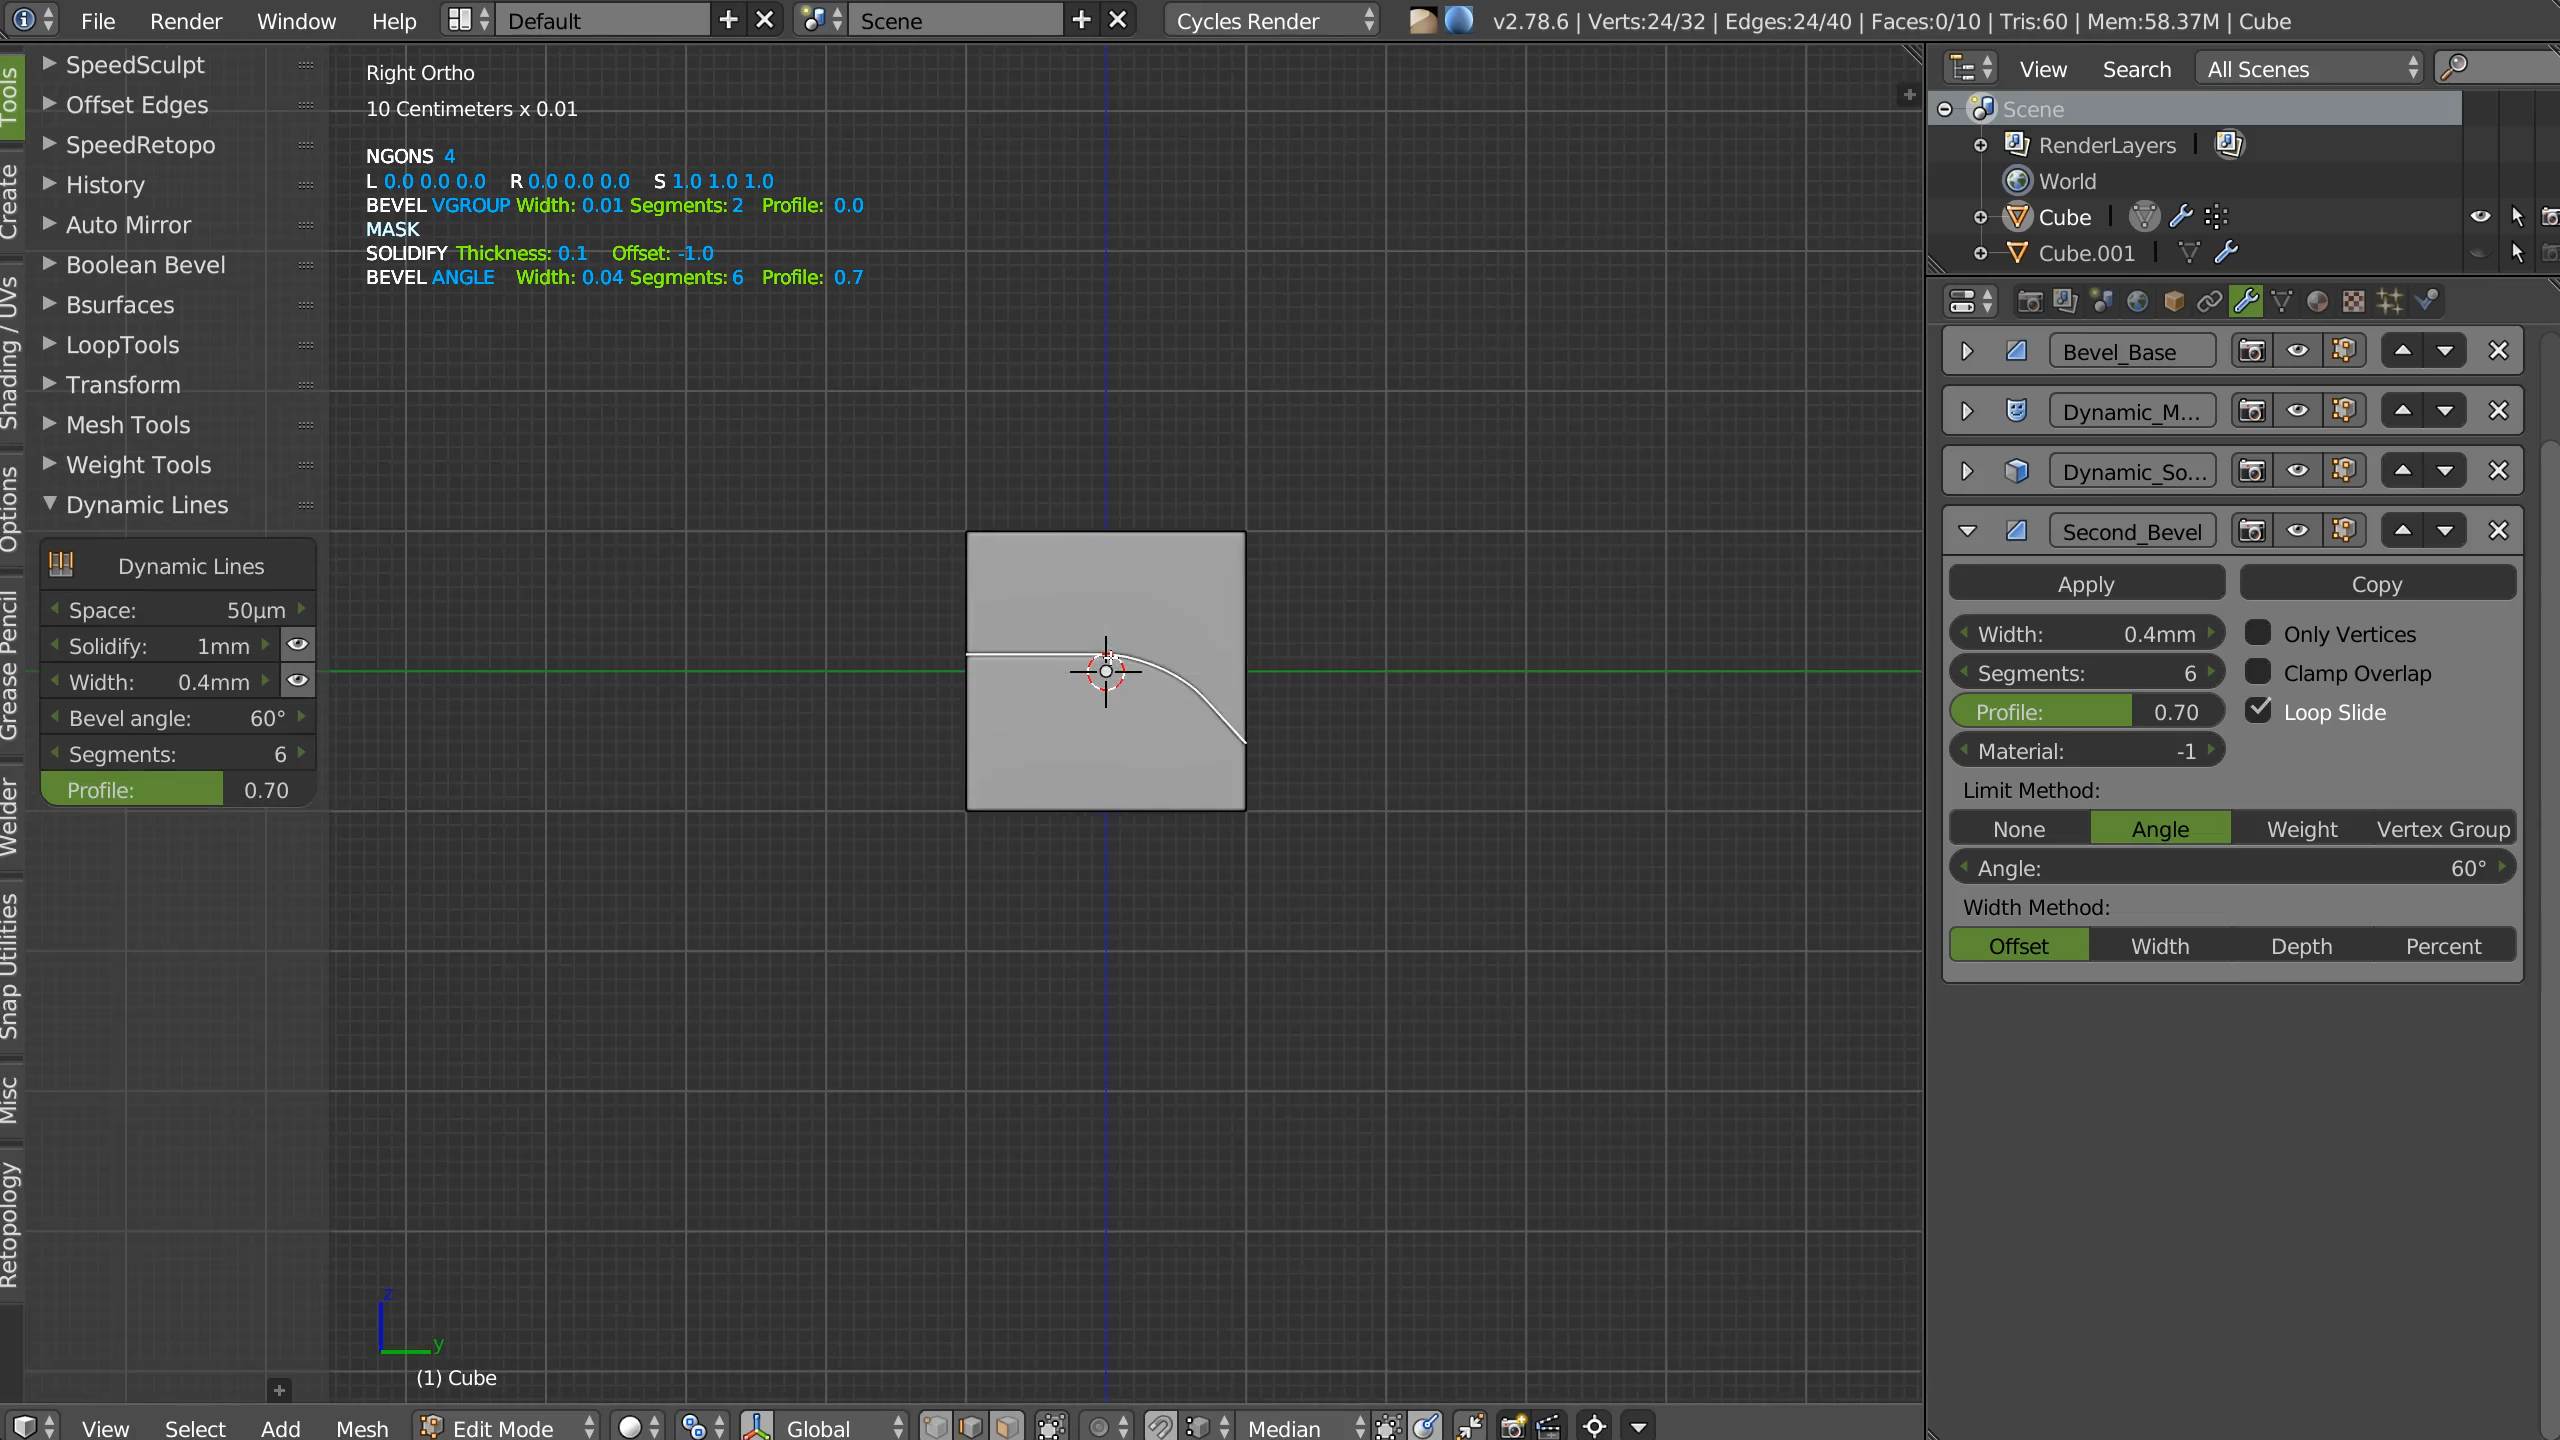 File Render Window Help Default Scene Cycles Render v2.78.6 | Verts:24/32 | Edges:24/40 | Faces:0/10 | Tris:60 | Mem:58.37M | Cube
Tools
Create
Shading / UVs
Options
Grease Pencil
Welder
Snap Utilities
Misc
Retopology
SpeedSculpt
Offset Edges
SpeedRetopo
History
Auto Mirror
Boolean Bevel
Bsurfaces
LoopTools
Transform
Mesh Tools
Weight Tools
Dynamic Lines
Dynamic Lines
Space: 50μm
Solidify: 1mm
Width: 0.4mm
Bevel angle: 60°
Segments: 6
Profile: 0.70
Right Ortho
10 Centimeters x 0.01
NGONS 4
L 0.0 0.0 0.0 R 0.0 0.0 0.0 S 1.0 1.0 1.0
BEVEL VGROUP Width: 0.01 Segments: 2 Profile: 0.0
MASK
SOLIDIFY Thickness: 0.1 Offset: -1.0
BEVEL ANGLE Width: 0.04 Segments: 6 Profile: 0.7
z
y
(1) Cube
View Search All Scenes
Scene
RenderLayers |
World
Cube |
Cube.001 |
Bevel_Base
Dynamic_M...
Dynamic_So...
Second_Bevel
Apply Copy
Width: 0.4mm Only Vertices
Segments: 6 Clamp Overlap
Profile: 0.70 Loop Slide
Material: -1
Limit Method:
None Angle Weight Vertex Group
Angle: 60°
Width Method:
Offset Width Depth Percent
View Select Add Mesh Edit Mode Global Median